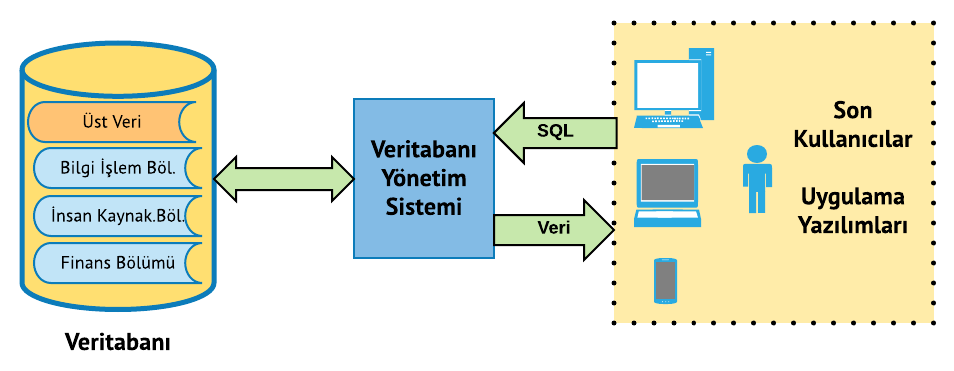 Üst Veri
Bilgi İşlem Böl.
İnsan Kaynak.Böl.
Finans Bölümü
Veritabanı
Veritabanı
Yönetim
Sistemi
SQL
Veri
Son
Kullanıcılar
Uygulama
Yazılımları